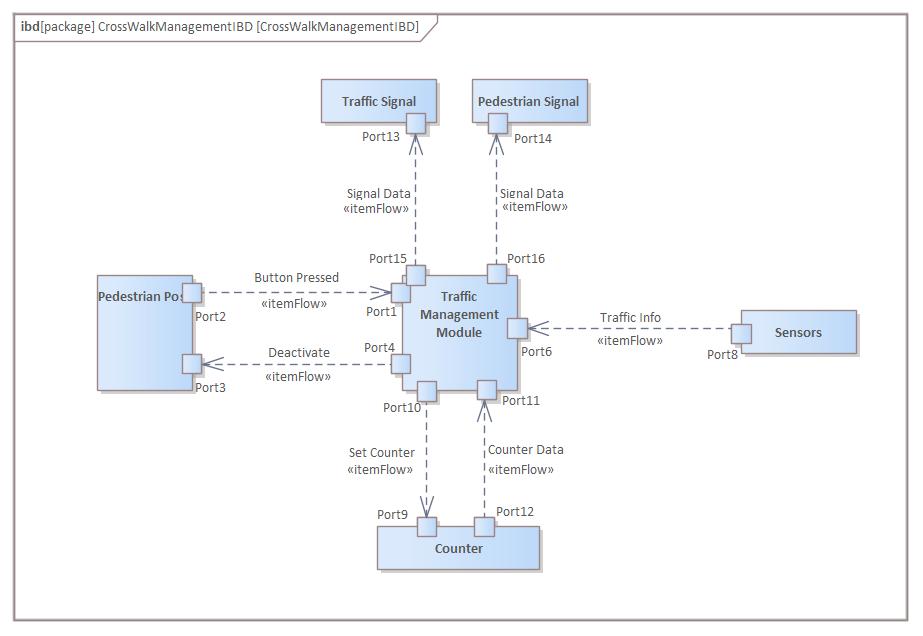 ibd[package] CrossWalkManagementIBD [CrossWalkManagementIBD]
Traffic Signal
Pedestrian Signal
Port13
Port14
Signal Data
«itemFlow»
Signal Data
«itemFlow»
Port15
Port16
Button Pressed
«itemFlow»
Pedestrian Pos
Port2
Port1
Traffic
Management
Module
Traffic Info
«itemFlow»
Sensors
Port6
Port8
Port4
Deactivate
«itemFlow»
Port3
Port10
Port11
Set Counter
«itemFlow»
Counter Data
«itemFlow»
Port9
Port12
Counter